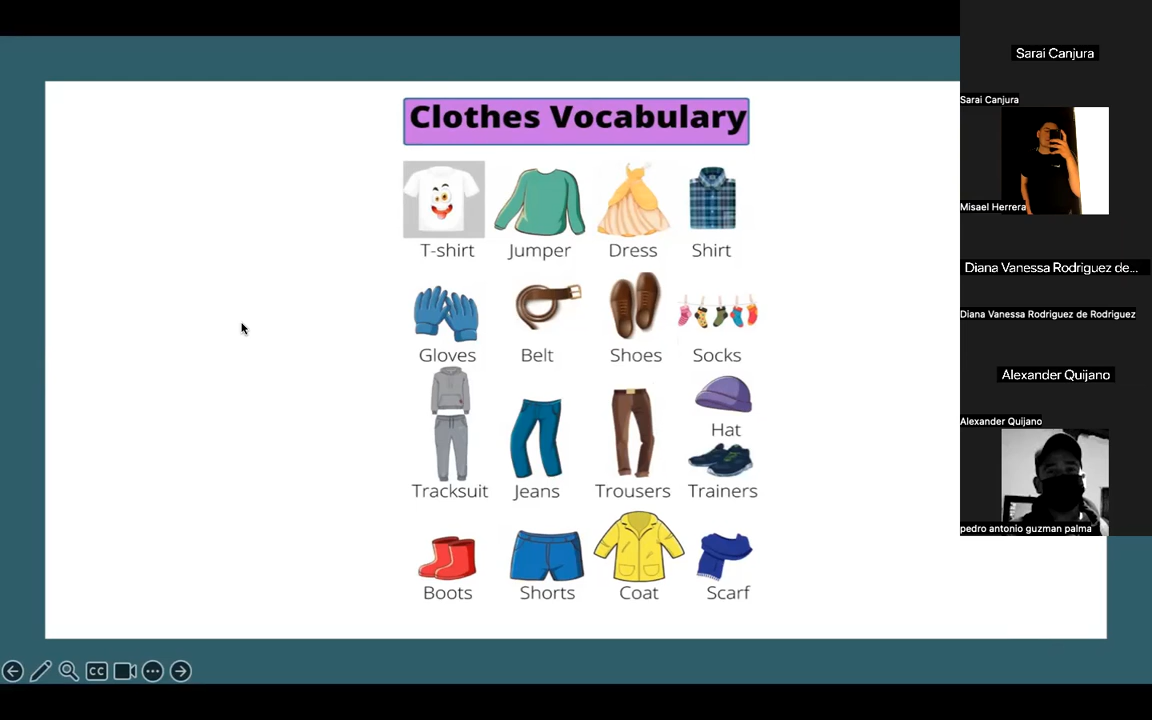 Clothes Vocabulary
T-shirt Jumper Dress Shirt
Gloves Belt Shoes Socks
Hat
Tracksuit Jeans Trousers Trainers
Boots Shorts Coat Scarf
CC
Sarai Canjura
Sarai Canjura
Misael Herrera
Diana Vanessa Rodriguez de...
Diana Vanessa Rodriguez de Rodriguez
Alexander Quijano
Alexander Quijano
pedro antonio guzman palma